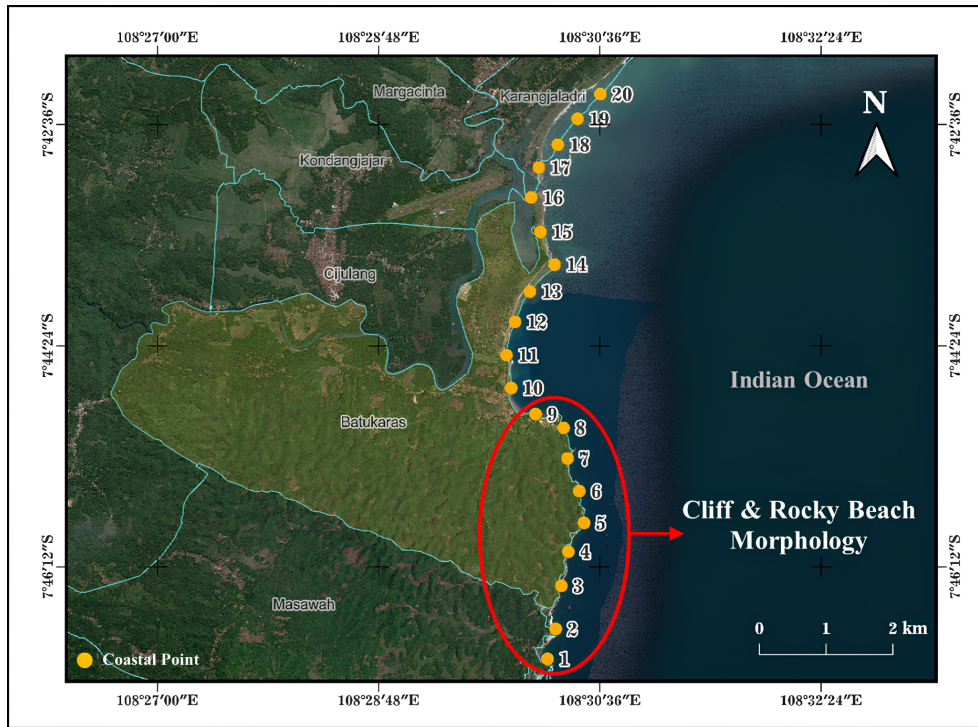 108°27′00″E 108°28′48″E 108°30′36″E 108°32′24″E
7°42′36″S 7°42′36″S
7°44′24″S 7°44′24″S
7°46′12″S 7°46′12″S
N
Margacinta
Karangjaladri
Kondangjajar
Cijulang
Batukaras
Masawah
20
19
18
17
16
15
14
13
12
11
10
9
8
7
6
5
4
3
2
1
Indian Ocean
Cliff & Rocky Beach
Morphology
0 1 2 km
Coastal Point
108°27′00″E 108°28′48″E 108°30′36″E 108°32′24″E